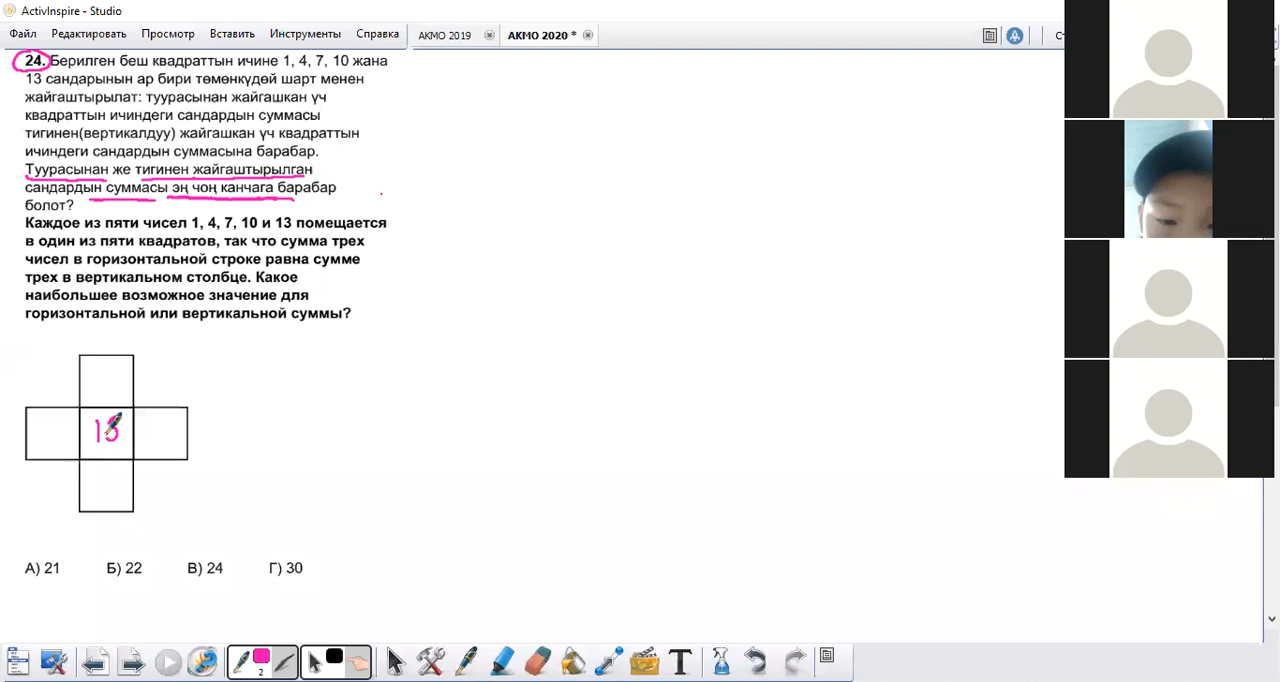 ActivInspire - Studio
Файл Редактировать Просмотр Вставить Инструменты Справка
АКМО 2019 АКМО 2020 *
24. Берилген беш квадраттын ичине 1, 4, 7, 10 жана
13 сандарынын ар бири төмөнкүдөй шарт менен
жайгаштырылат: туурасынан жайгашкан үч
квадраттын ичиндеги сандардын суммасы
тигинен(вертикалдуу) жайгашкан үч квадраттын
ичиндеги сандардын суммасына барабар.
Туурасынан же тигинен жайгаштырылган
сандардын суммасы эң чоң канчага барабар
болот?
Каждое из пяти чисел 1, 4, 7, 10 и 13 помещается
в один из пяти квадратов, так что сумма трех
чисел в горизонтальной строке равна сумме
трех в вертикальном столбце. Какое
наибольшее возможное значение для
горизонтальной или вертикальной суммы?
13
А) 21 Б) 22 В) 24 Г) 30
2